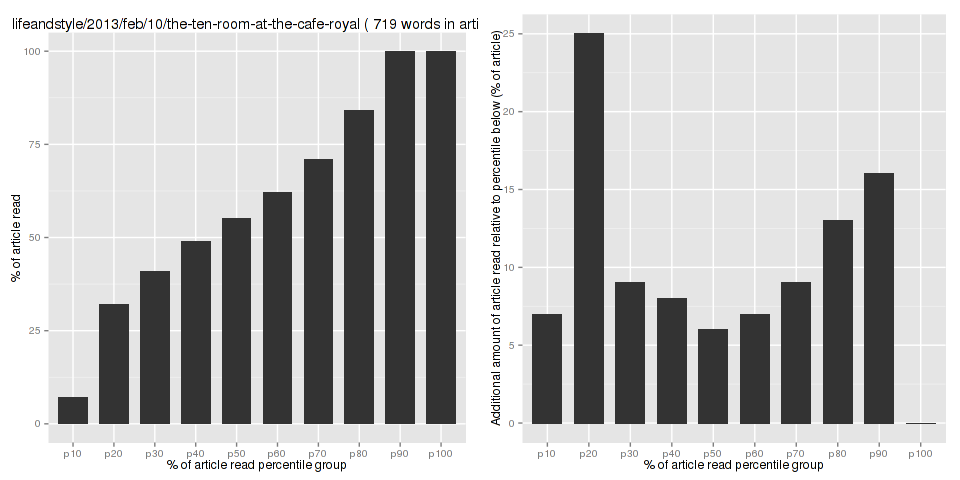 lifeandstyle/2013/feb/10/the-ten-room-at-the-cafe-royal ( 719 words in arti
% of article read
100
75
50
25
0
p10 p20 p30 p40 p50 p60 p70 p80 p90 p100
% of article read percentile group
Additional amount of article read relative to percentile below (% of article)
25
20
15
10
5
0
p10 p20 p30 p40 p50 p60 p70 p80 p90 p100
% of article read percentile group